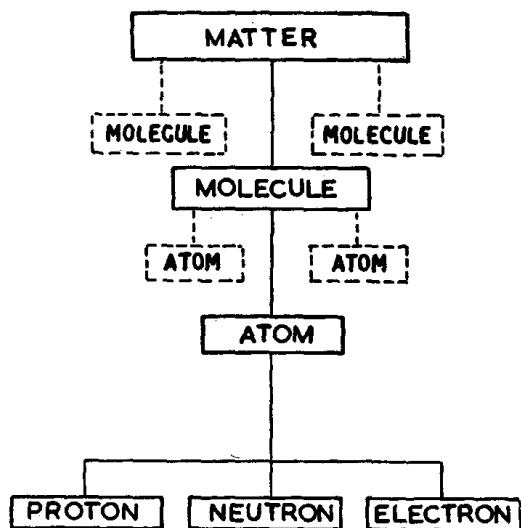 MATTER
MOLECULE MOLECULE
MOLECULE
ATOM ATOM
ATOM
PROTON NEUTRON ELECTRON